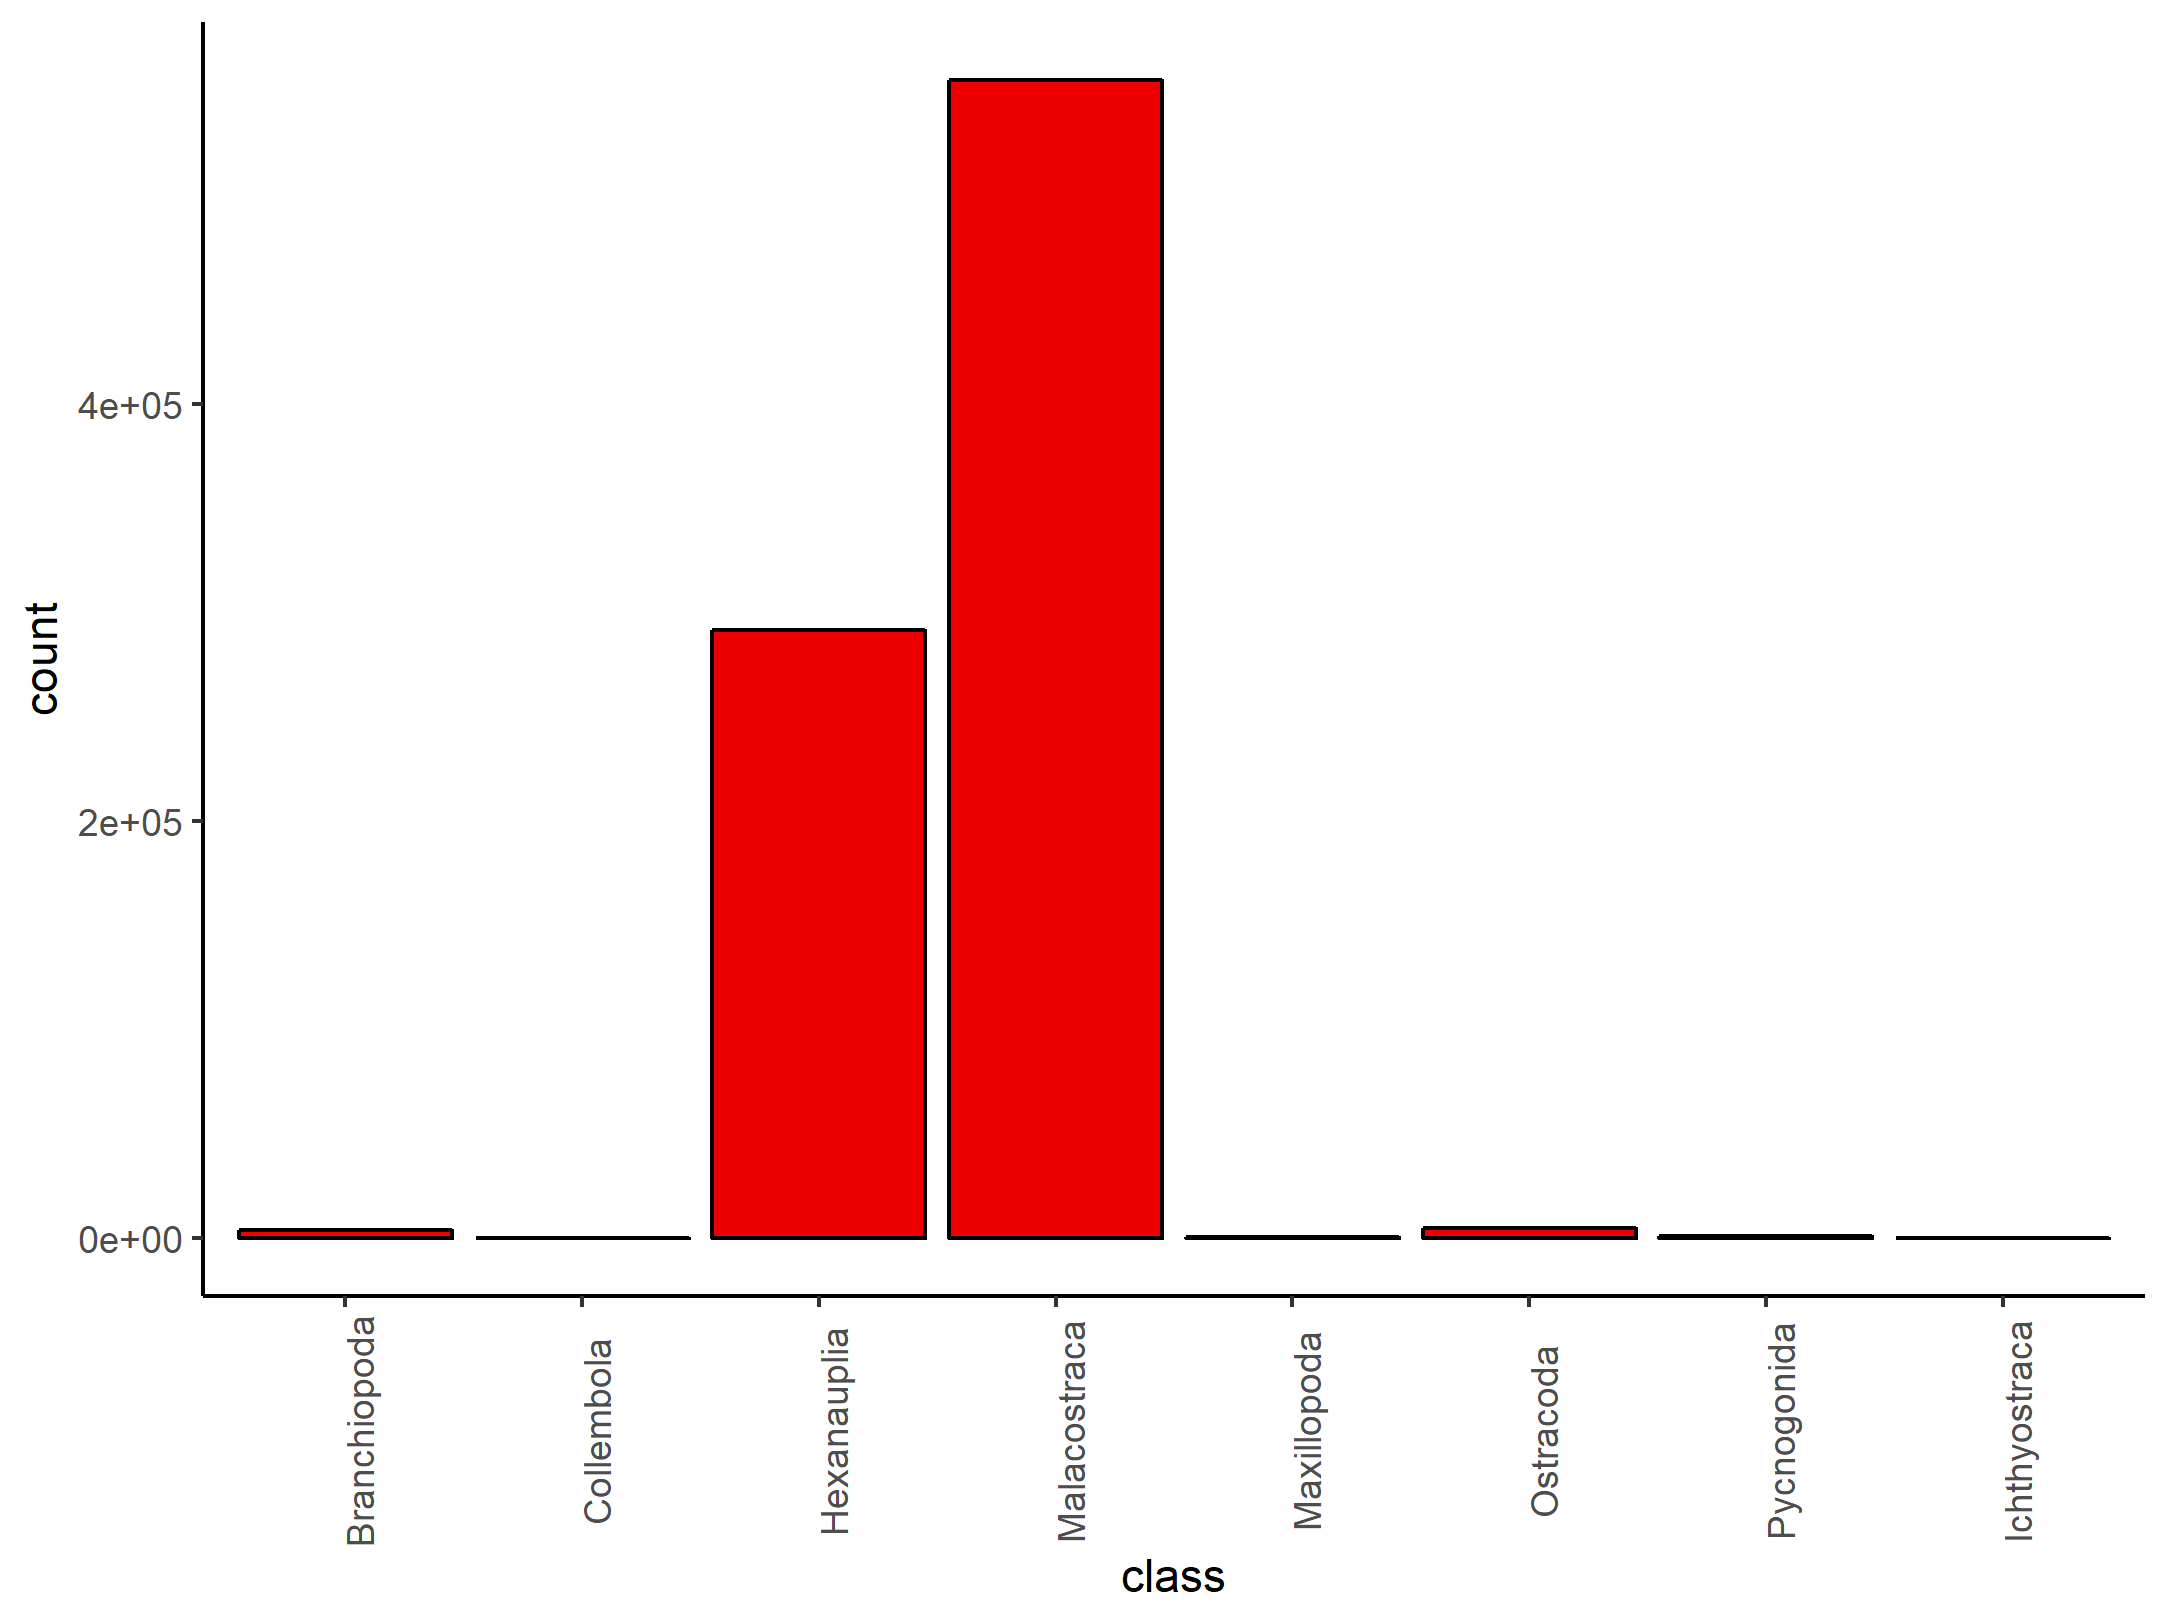 count
4e+05
2e+05
0e+00
Branchiopoda
Collembola
Hexanauplia
Malacostraca
Maxillopoda
Ostracoda
Pycnogonida
Ichthyostraca
class